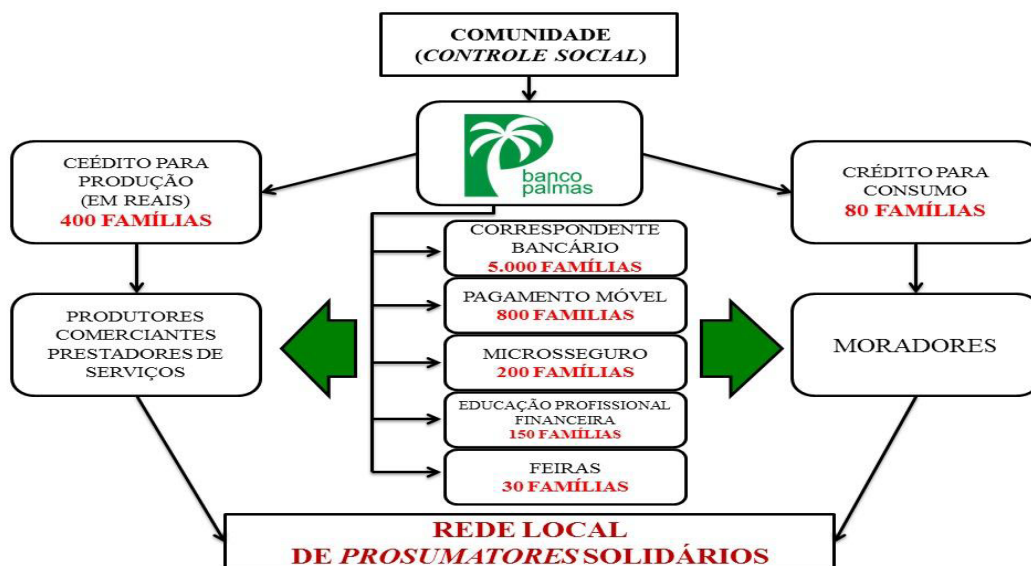 COMUNIDADE
(CONTROLE SOCIAL)
banco
palmas
CEÉDITO PARA
PRODUÇÃO
(EM REAIS)
400 FAMÍLIAS
CRÉDITO PARA
CONSUMO
80 FAMÍLIAS
CORRESPONDENTE
BANCÁRIO
5.000 FAMÍLIAS
PAGAMENTO MÓVEL
800 FAMILIAS
MICROSSEGURO
200 FAMÍLIAS
EDUCAÇÃO PROFISSIONAL
FINANCEIRA
150 FAMÍLIAS
FEIRAS
30 FAMÍLIAS
PRODUTORES
COMERCIANTES
PRESTADORES DE
SERVIÇOS
MORADORES
REDE LOCAL
DE PROSUMATORES SOLIDÁRIOS